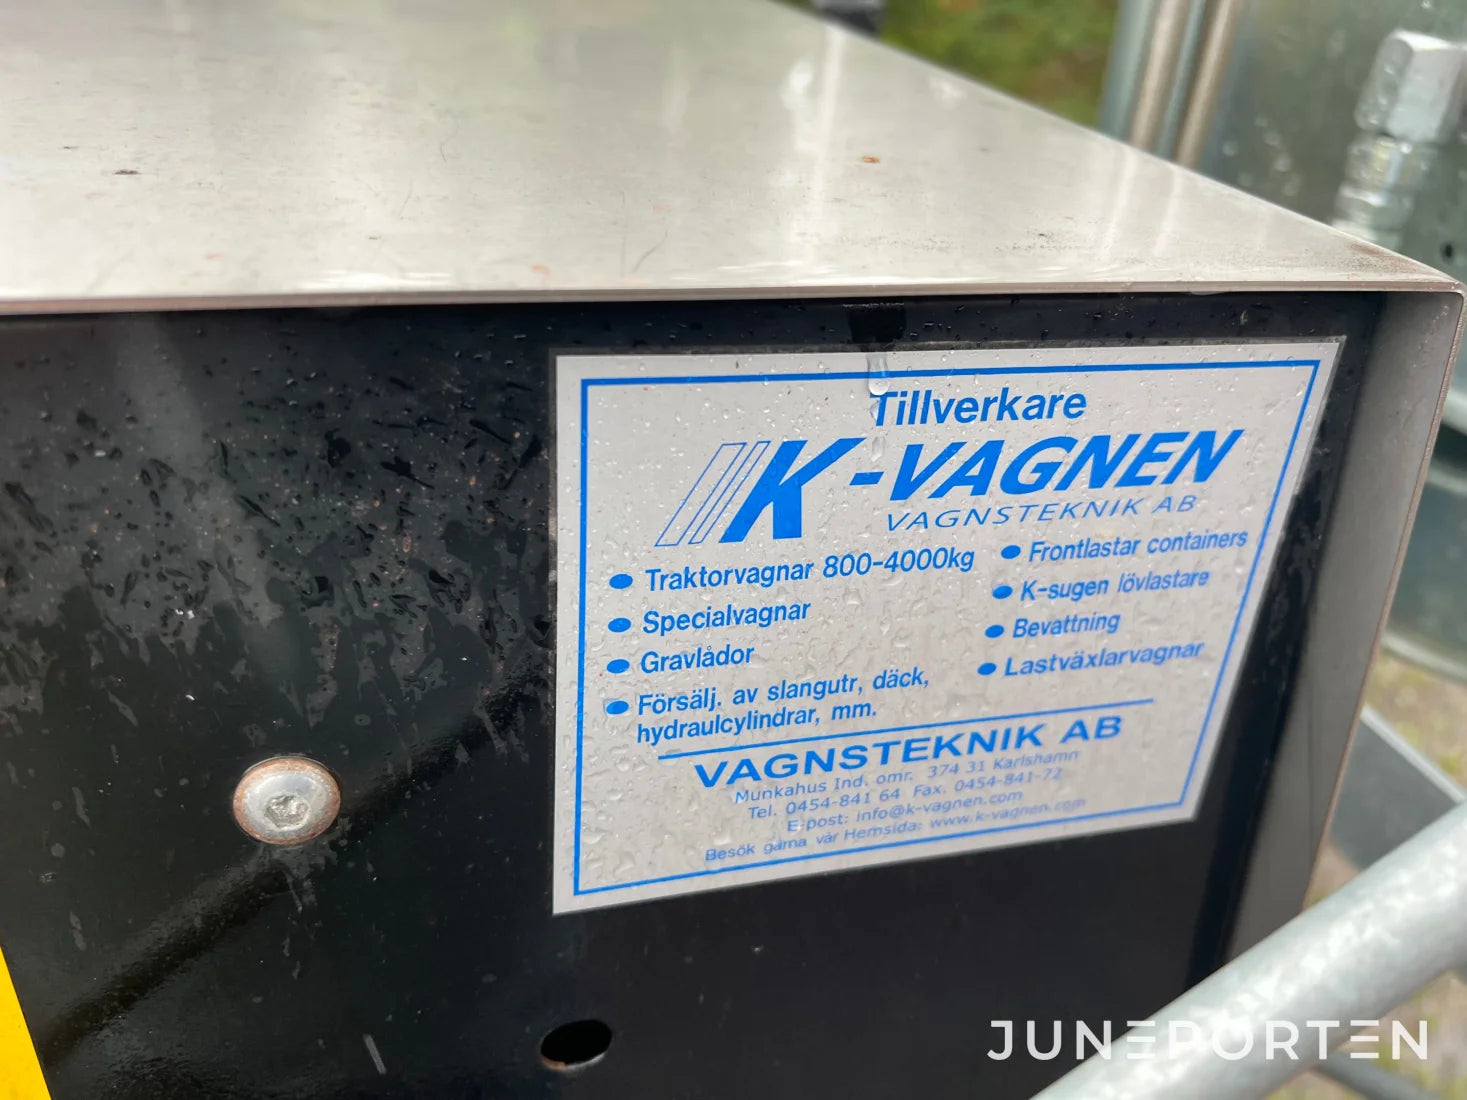 Tillverkare
K-VAGNEN
VAGNSTEKNIK AB
Traktorvagnar 800-4000kg
Specialvagnar
Gravlådor
Försälj. av slangutr, däck,
hydraulcylindrar, mm.
Frontlastar containers
K-sugen lövlastare
Bevattning
Lastväxlarvagnar
VAGNSTEKNIK AB
Munkahus Ind. omr. 374 31 Karlshamn
Tel. 0454-841 64 Fax. 0454-841-72
E-post: info@k-vagnen.com
Besök gärna vår Hemsida: www.k-vagnen.com
JUNEPORTEN